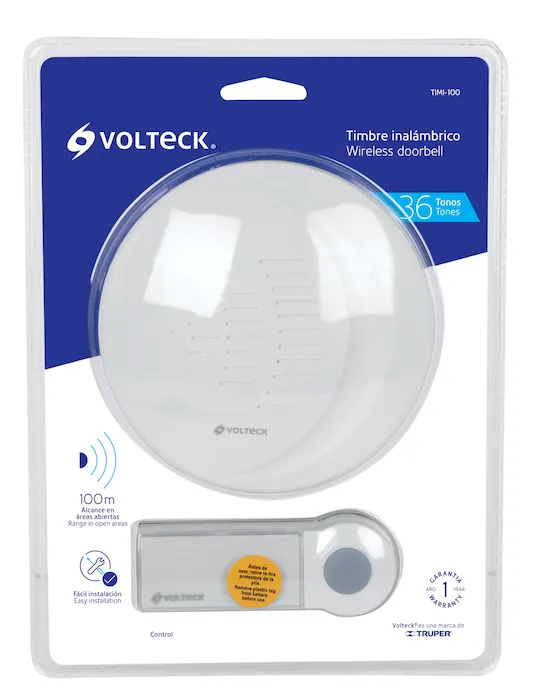 TIMI-100
VOLTECK®
Timbre inalámbrico
Wireless doorbell
36 Tonos
Tones
VOLTECK
100m
Alcance en
áreas abiertas
Range in open areas
Fácil instalación
Easy installation
Antes de
usar, retire la tira
protectora de la
pila.
Remove plastic tag
from battery
before use.
VOLTECK
Control
GARANTÍA
AÑO 1 YEAR
WARRANTY
Volteck® es una marca de
TRUPER®